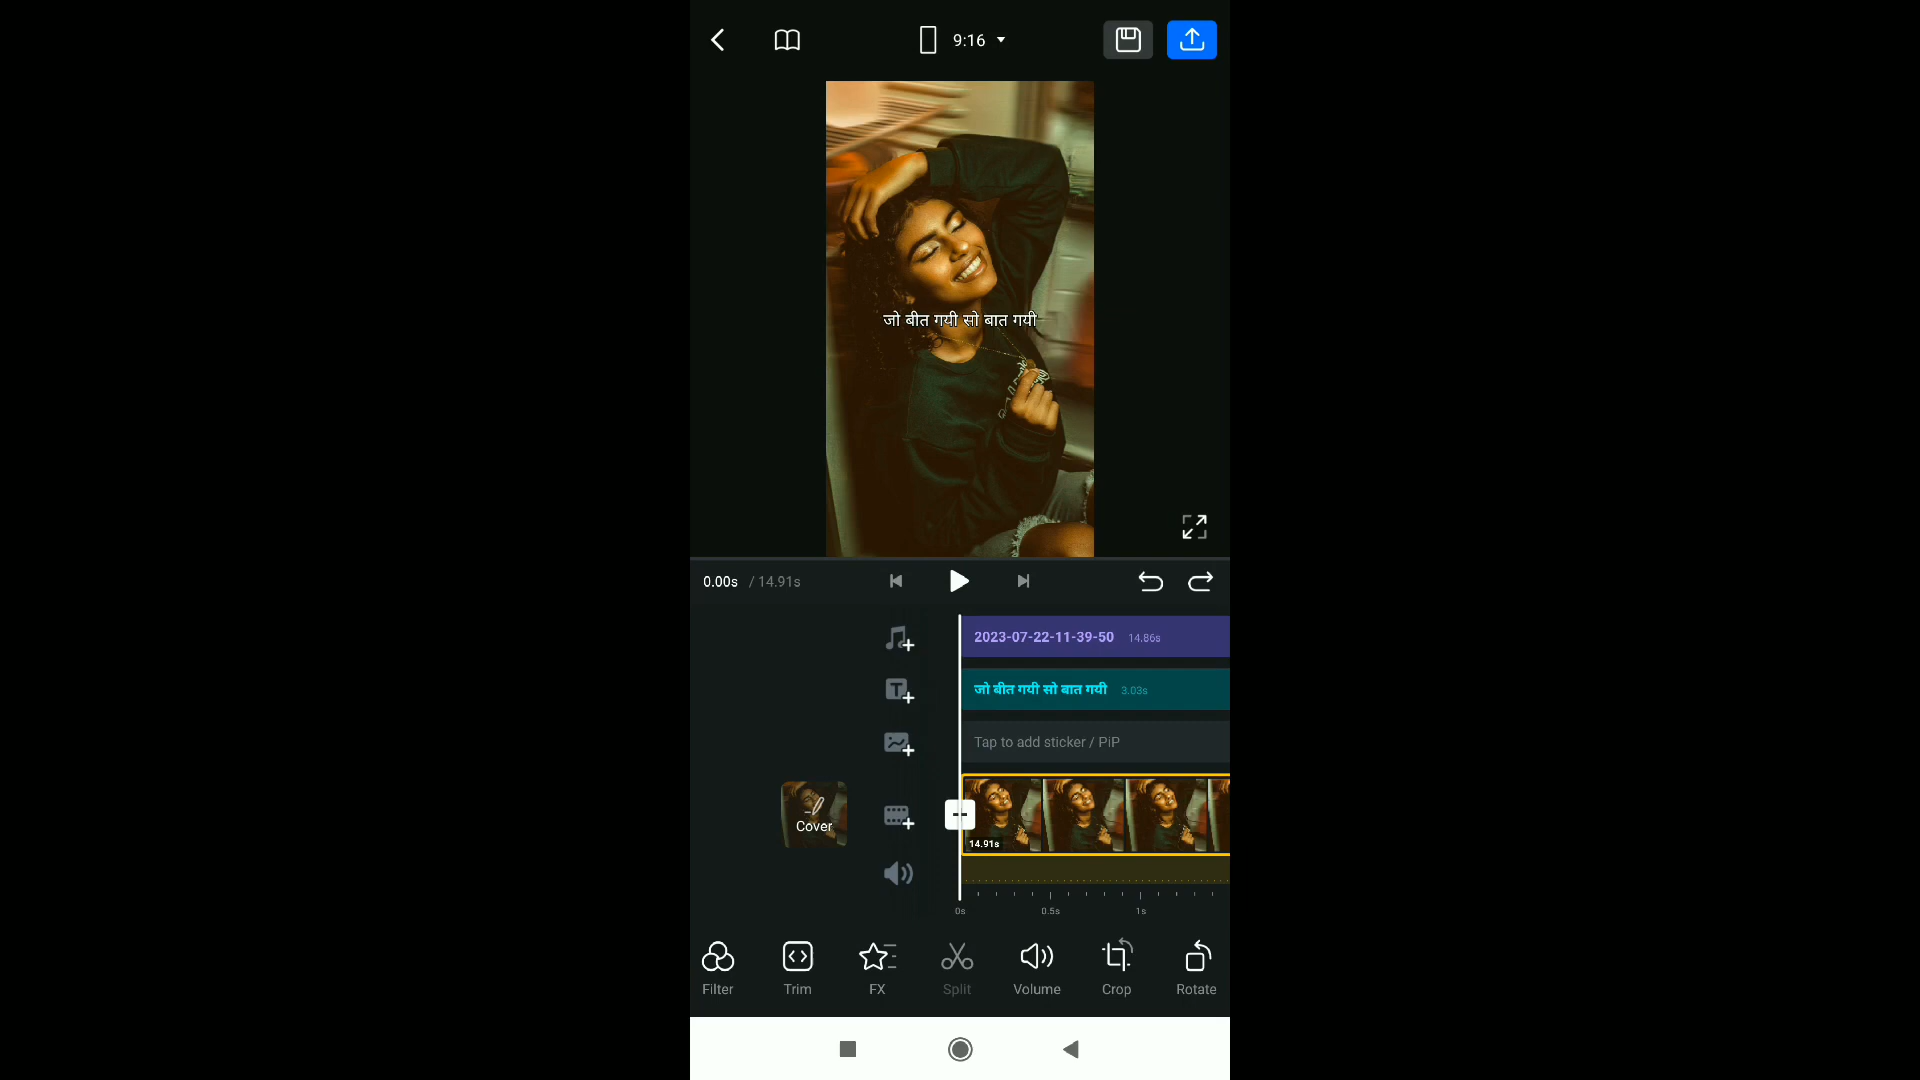 9:16
जो बीत गयी सो बात गयी
0.00s / 14.91s
2023-07-22-11-39-50 14.86s
जो बीत गयी सो बात गयी 3.03s
Tap to add sticker / PiP
Cover
14.91s
0s 0.5s 1s
Filter Trim FX Split Volume Crop Rotate